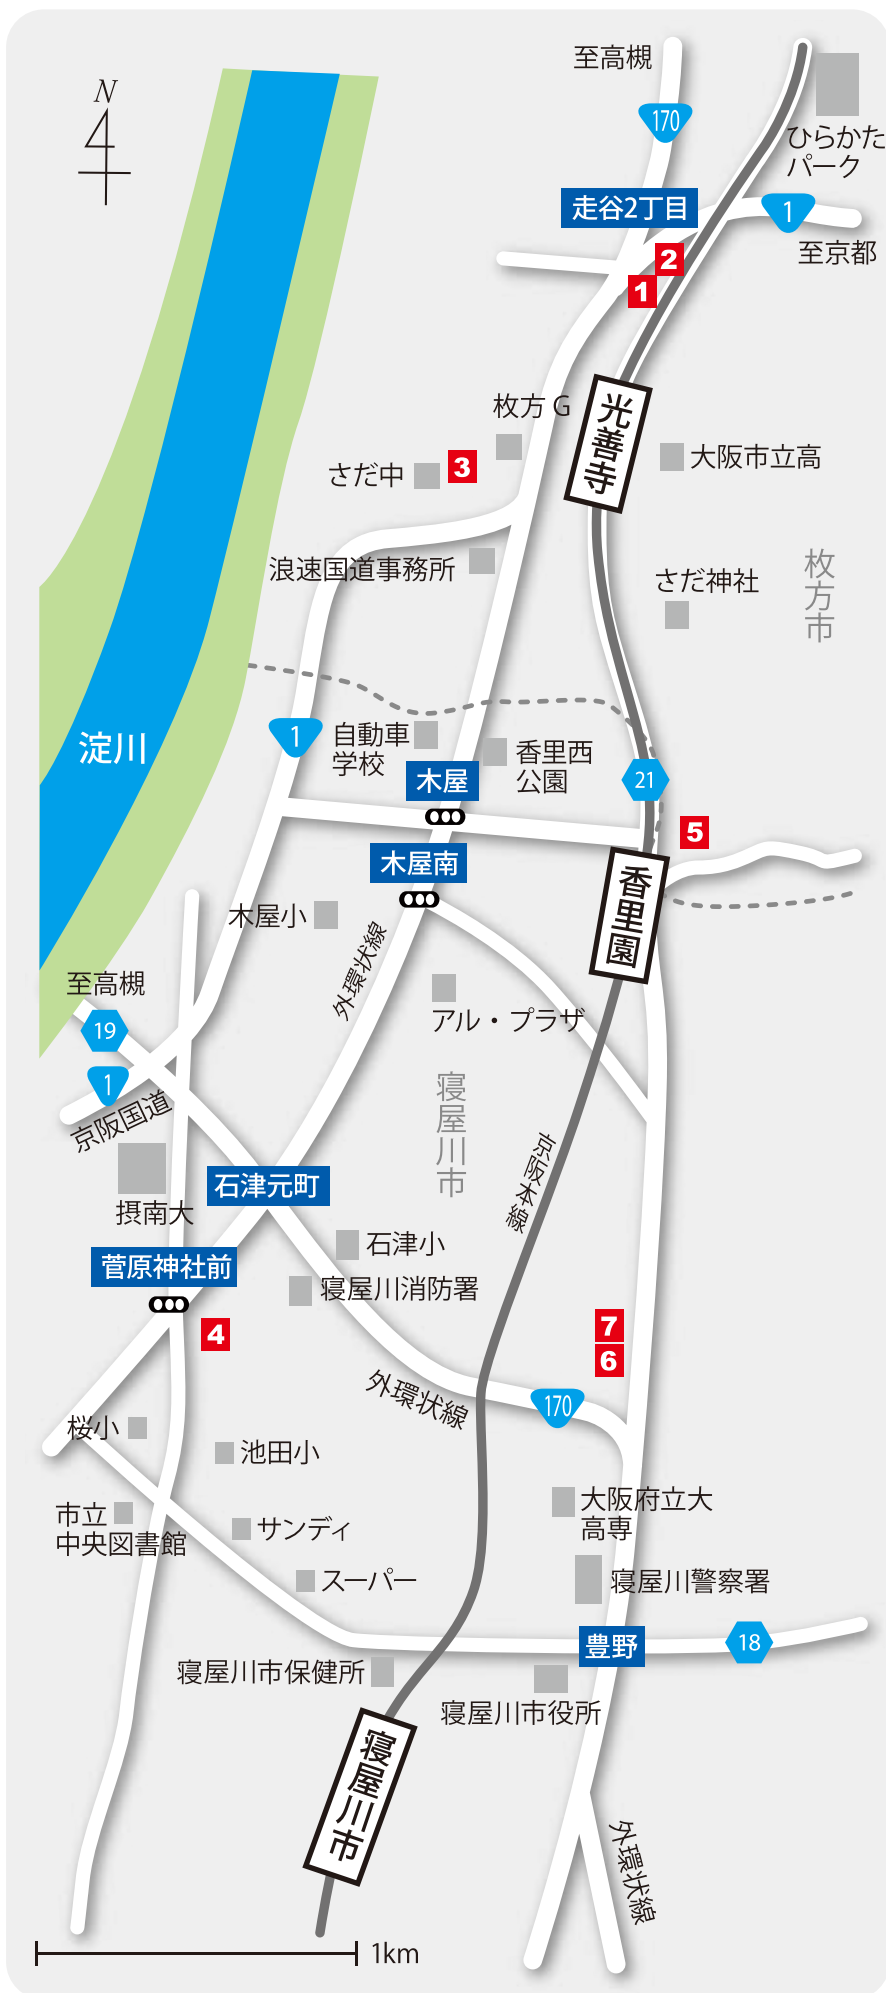 至高槻
N
170
ひらかた
パーク
走谷2丁目
1
至京都
2
1
枚方G
光善寺
さだ中
3
大阪市立高
浪速国道事務所
さだ神社
枚方市
淀川
1
自動車
学校
香里西
公園
木屋
21
5
木屋南
香里園
木屋小
外環状線
至高槻
アル・プラザ
19
1
京阪国道
寝屋川市
京阪本線
摂南大
石津元町
石津小
菅原神社前
寝屋川消防署
4
7
6
外環状線
170
桜小
池田小
市立
中央図書館
サンディ
大阪府立大
高専
スーパー
寝屋川警察署
豊野
18
寝屋川市保健所
寝屋川市役所
寝屋川市
外環状線
1km